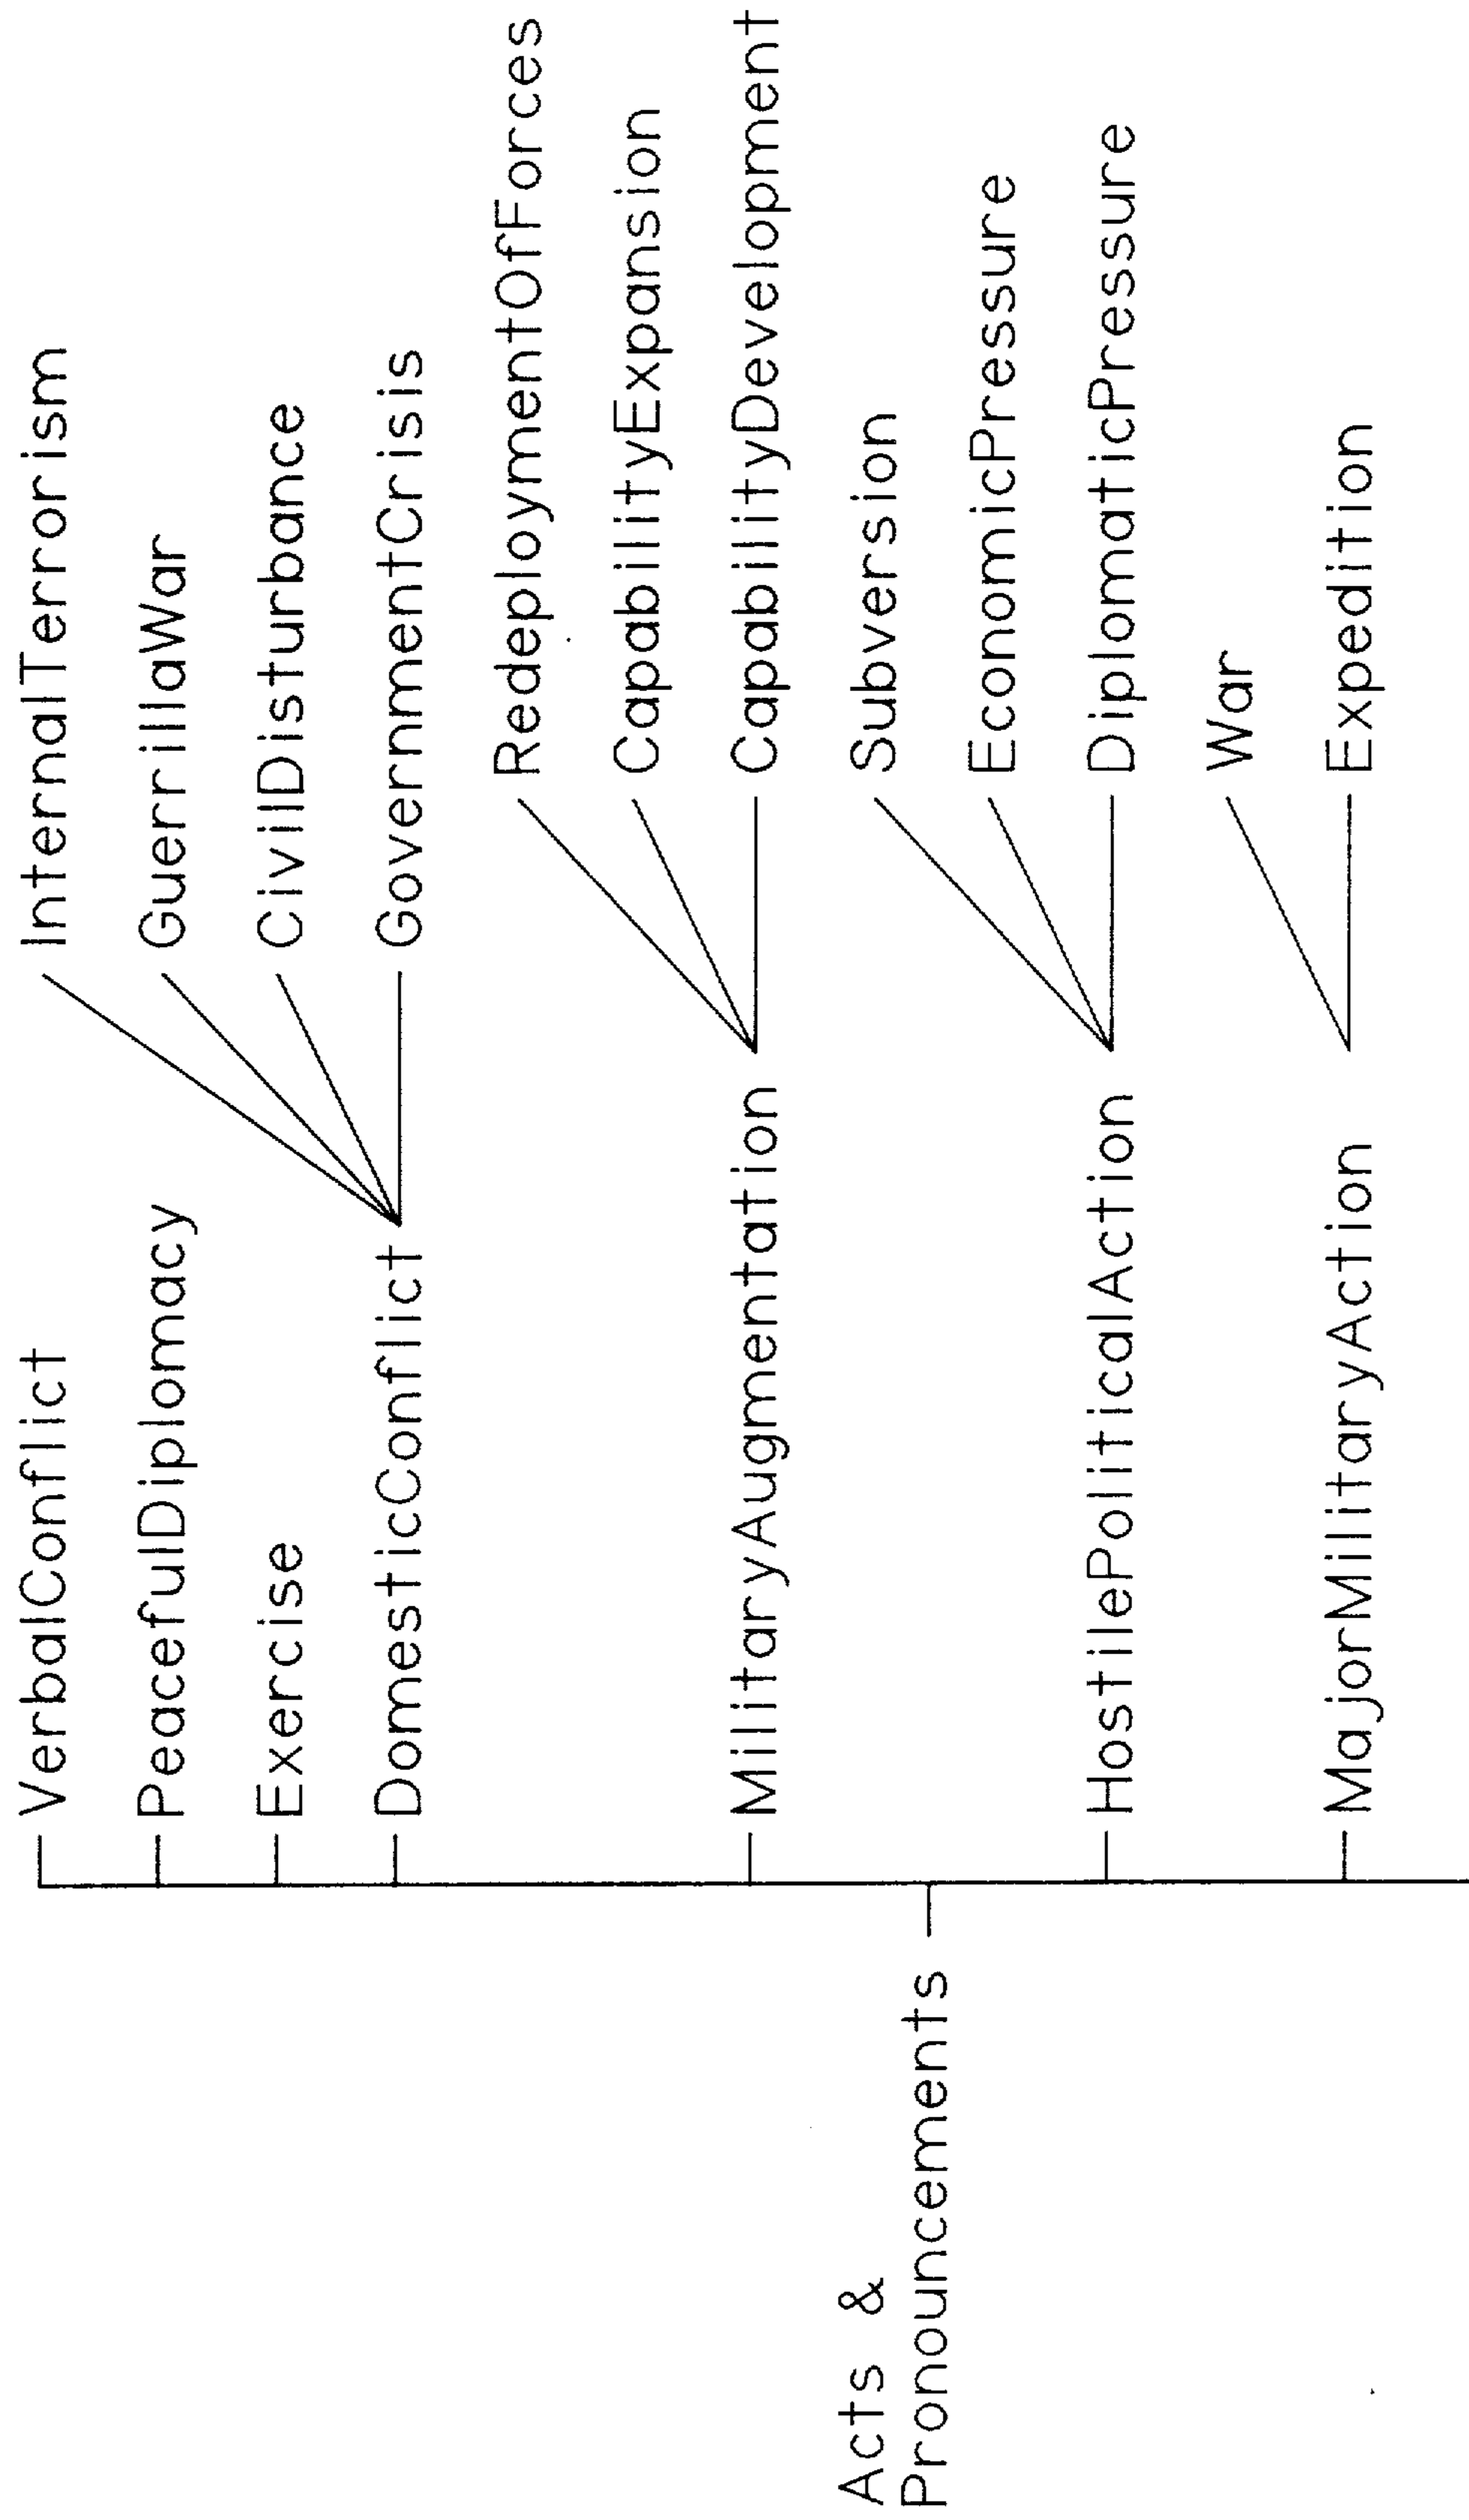 VerbalConflict
PeacefulDiplomacy
Exercise
DomesticConflict
InternalTerrorism
GuerrillaWar
CivilDisturbance
GovernmentCrisis
Acts &
Pronouncements
MilitaryAugmentation
RedeploymentOfForces
CapabilityExpansion
CapabilityDevelopment
HostilePoliticalAction
Subversion
EconomicPressure
DiplomaticPressure
MajorMilitaryAction
War
Expedition